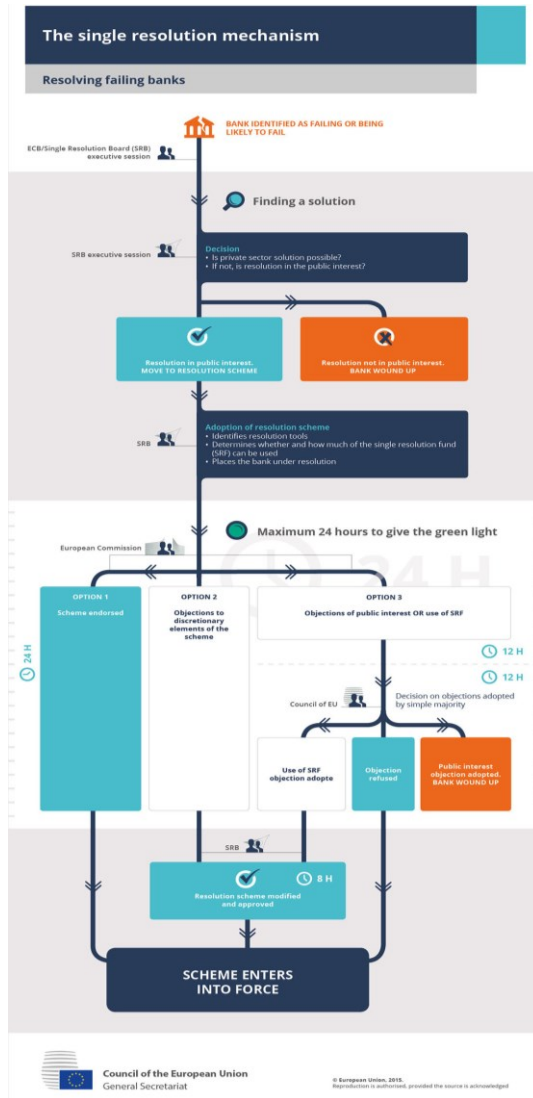 The single resolution mechanism
Resolving failing banks
BANK IDENTIFIED AS FAILING OR BEING
LIKELY TO FAIL
ECB/Single Resolution Board (SRB)
executive session
Finding a solution
SRB executive session
Decision
• Is private sector solution possible?
• If not, is resolution in the public interest?
Resolution in public interest.
MOVE TO RESOLUTION SCHEME
Resolution not in public interest.
BANK WOUND UP
SRB
Adoption of resolution scheme
• Identifies resolution tools
• Determines whether and how much of the single resolution fund
(SRF) can be used
• Places the bank under resolution
Maximum 24 hours to give the green light
European Commission
24 H
OPTION 1
Scheme endorsed
OPTION 2
Objections to
discretionary
elements of the
scheme
OPTION 3
Objections of public interest OR use of SRF
24 H
12 H
12 H
Council of EU
Decision on objections adopted
by simple majority
Use of SRF
objection adopte
Objection
refused
Public interest
objection adopted.
BANK WOUND UP
SRB
8 H
Resolution scheme modified
and approved
SCHEME ENTERS
INTO FORCE
Council of the European Union
General Secretariat
© European Union, 2015.
Reproduction is authorised, provided the source is acknowledged